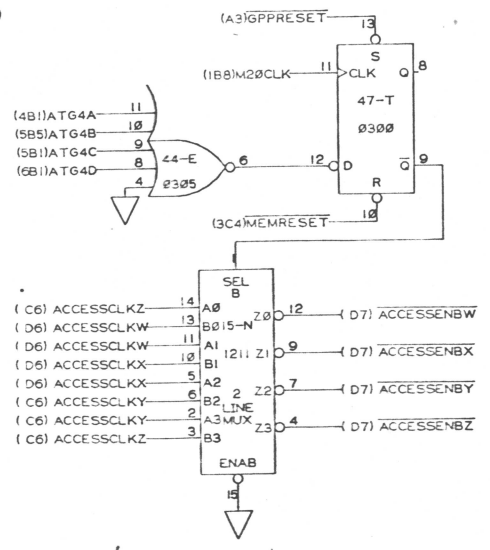 (A3)GPPRESET
13
S
(1B8)M20CLK 11 CLK Q 8
47-T
0300
(4B1)ATG4A 11
(5B5)ATG4B 10
(5B1)ATG4C 9
(6B1)ATG4D 8
4
44-E
0305
6 12 D Q 9
R
(3C4)MEMRESET 10
1
SEL
B
(C6) ACCESSCLKZ 14 A0 Z0 12 (D7) ACCESSENBW
(D6) ACCESSCLKW 13 B0 15-N
(D6) ACCESSCLKW 11 A1 1211 Z1 9 (D7) ACCESSENBX
(D6) ACCESSCLKX 10 B1
(D6) ACCESSCLKX 5 A2 2 Z2 7 (D7) ACCESSENBY
(C6) ACCESSCLKY 6 B2 LINE
(C6) ACCESSCLKY 2 A3 MUX Z3 4 (D7) ACCESSENBZ
(C6) ACCESSCLKZ 3 B3
ENAB
15